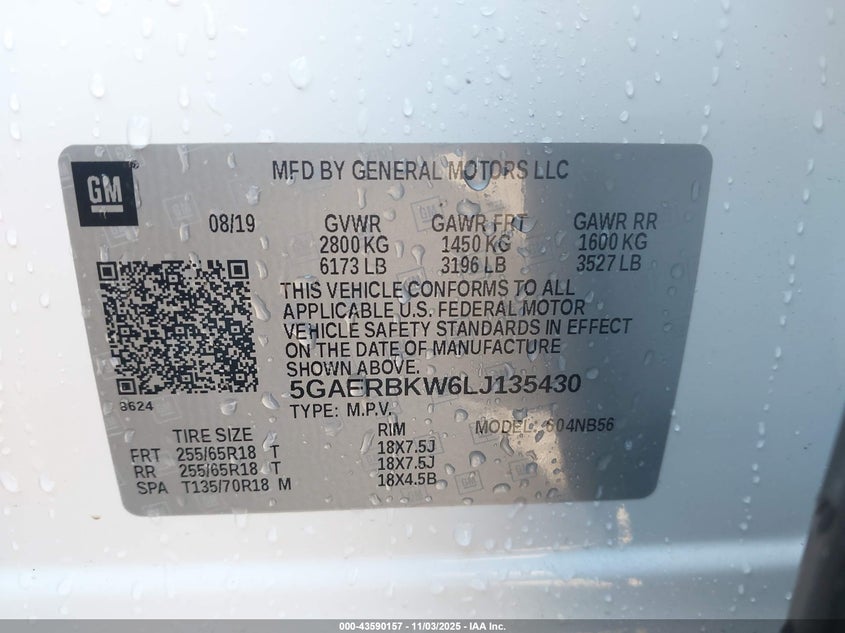 GM
MFD BY GENERAL MOTORS LLC
08/19 GVWR GAWR FRT GAWR RR
2800 KG 1450 KG 1600 KG
6173 LB 3196 LB 3527 LB
THIS VEHICLE CONFORMS TO ALL
APPLICABLE U.S. FEDERAL MOTOR
VEHICLE SAFETY STANDARDS IN EFFECT
ON THE DATE OF MANUFACTURE
SHOWN ABOVE.
5GAERBKW6LJ135430
3624
TYPE: M.P.V.
MODEL: 604NB56
TIRE SIZE RIM
FRT 255/65R18 T 18X7.5J
RR 255/65R18 T 18X7.5J
SPA T135/70R18 M 18X4.5B
000-43590157 - 11/03/2025 - IAA Inc.